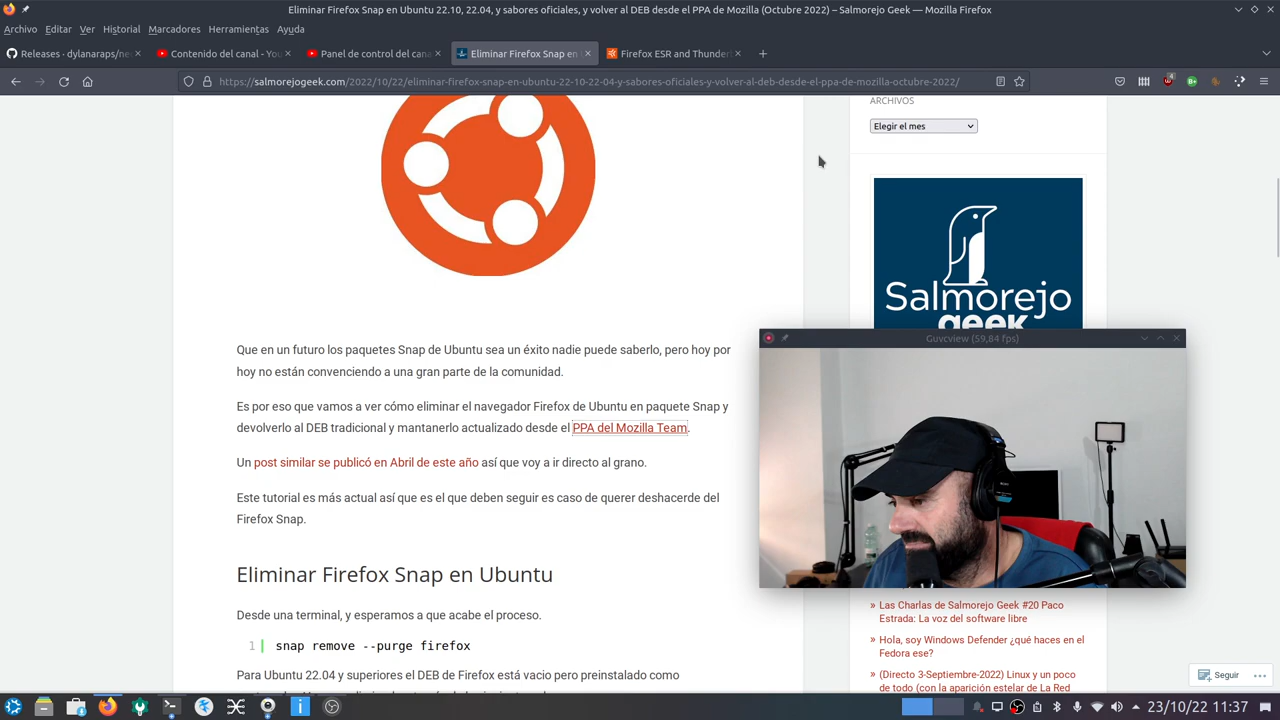 Eliminar Firefox Snap en Ubuntu 22.10, 22.04, y sabores oficiales, y volver al DEB desde el PPA de Mozilla (Octubre 2022) – Salmorejo Geek — Mozilla Firefox
Archivo Editar Ver Historial Marcadores Herramientas Ayuda
Releases · dylanaraps/ne
Contenido del canal - You
Panel de control del cana
Eliminar Firefox Snap en
Firefox ESR and Thunder
https://salmorejogeek.com/2022/10/22/eliminar-firefox-snap-en-ubuntu-22-10-22-04-y-sabores-oficiales-y-volver-al-deb-desde-el-ppa-de-mozilla-octubre-2022/
ARCHIVOS
Elegir el mes
Salmorejo
geek
Que en un futuro los paquetes Snap de Ubuntu sea un éxito nadie puede saberlo, pero hoy por
hoy no están convenciendo a una gran parte de la comunidad.
Es por eso que vamos a ver cómo eliminar el navegador Firefox de Ubuntu en paquete Snap y
devolverlo al DEB tradicional y mantenerlo actualizado desde el PPA del Mozilla Team.
Un post similar se publicó en Abril de este año así que voy a ir directo al grano.
Este tutorial es más actual así que es el que deben seguir es caso de querer deshacerde del
Firefox Snap.
Eliminar Firefox Snap en Ubuntu
Desde una terminal, y esperamos a que acabe el proceso.
1 snap remove --purge firefox
Para Ubuntu 22.04 y superiores el DEB de Firefox está vacio pero preinstalado como
Guvcview (59,84 fps)
» Las Charlas de Salmorejo Geek #20 Paco
Estrada: La voz del software libre
» Hola, soy Windows Defender ¿qué haces en el
Fedora ese?
» (Directo 3-Septiembre-2022) Linux y un poco
de todo (con la aparición estelar de La Red
Seguir
23/10/22 11:37